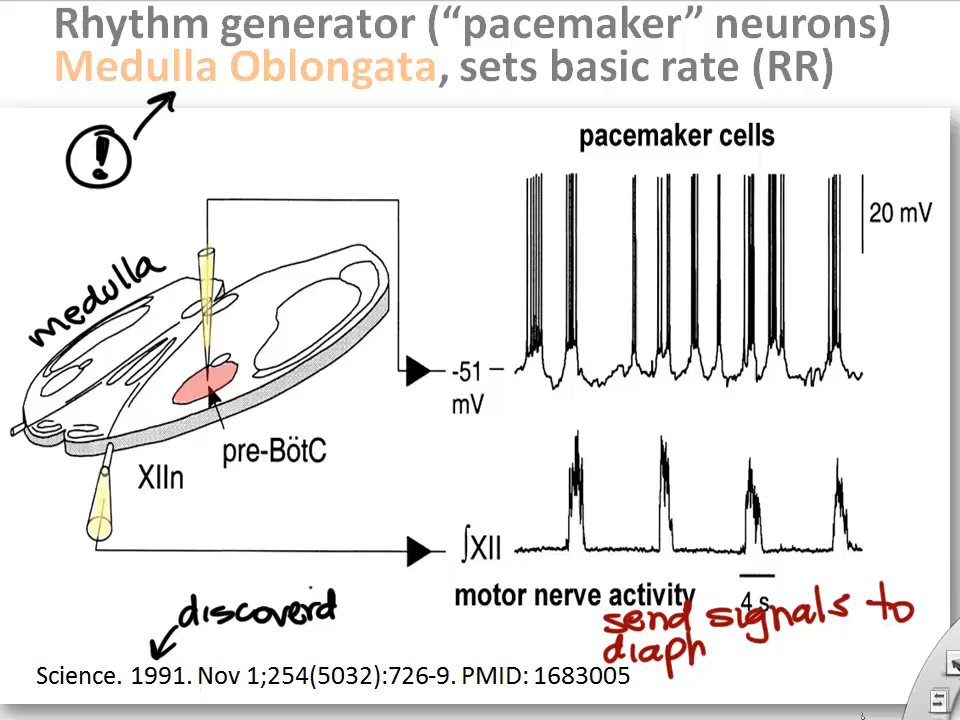 Rhythm generator (“pacemaker” neurons)
Medulla Oblongata, sets basic rate (RR)
!
pacemaker cells
20 mV
medulla
-51
mV
pre-BötC
XIIn
∫XII
motor nerve activity
4 s
send signals to
diaph
discoverd
Science. 1991. Nov 1;254(5032):726-9. PMID: 1683005